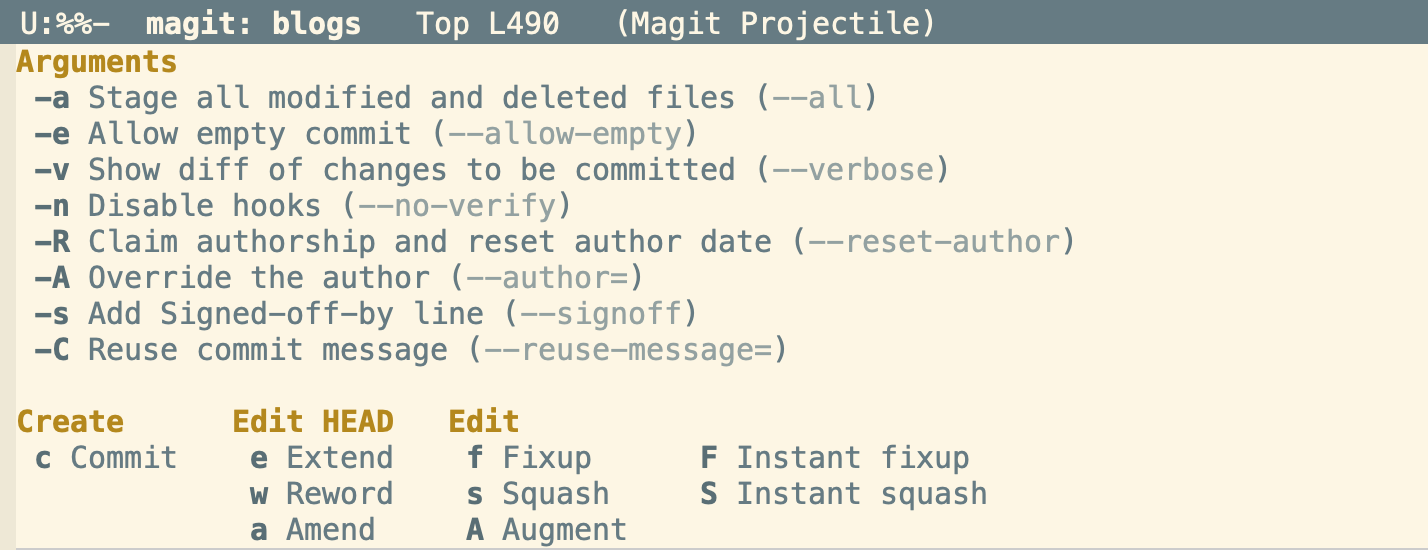 U:%%-  magit: blogs   Top L490   (Magit Projectile)
Arguments
-a Stage all modified and deleted files (--all)
-e Allow empty commit (--allow-empty)
-v Show diff of changes to be committed (--verbose)
-n Disable hooks (--no-verify)
-R Claim authorship and reset author date (--reset-author)
-A Override the author (--author=)
-s Add Signed-off-by line (--signoff)
-C Reuse commit message (--reuse-message=)
Create      Edit HEAD   Edit
c Commit    e Extend    f Fixup      F Instant fixup
w Reword    s Squash     S Instant squash
a Amend     A Augment